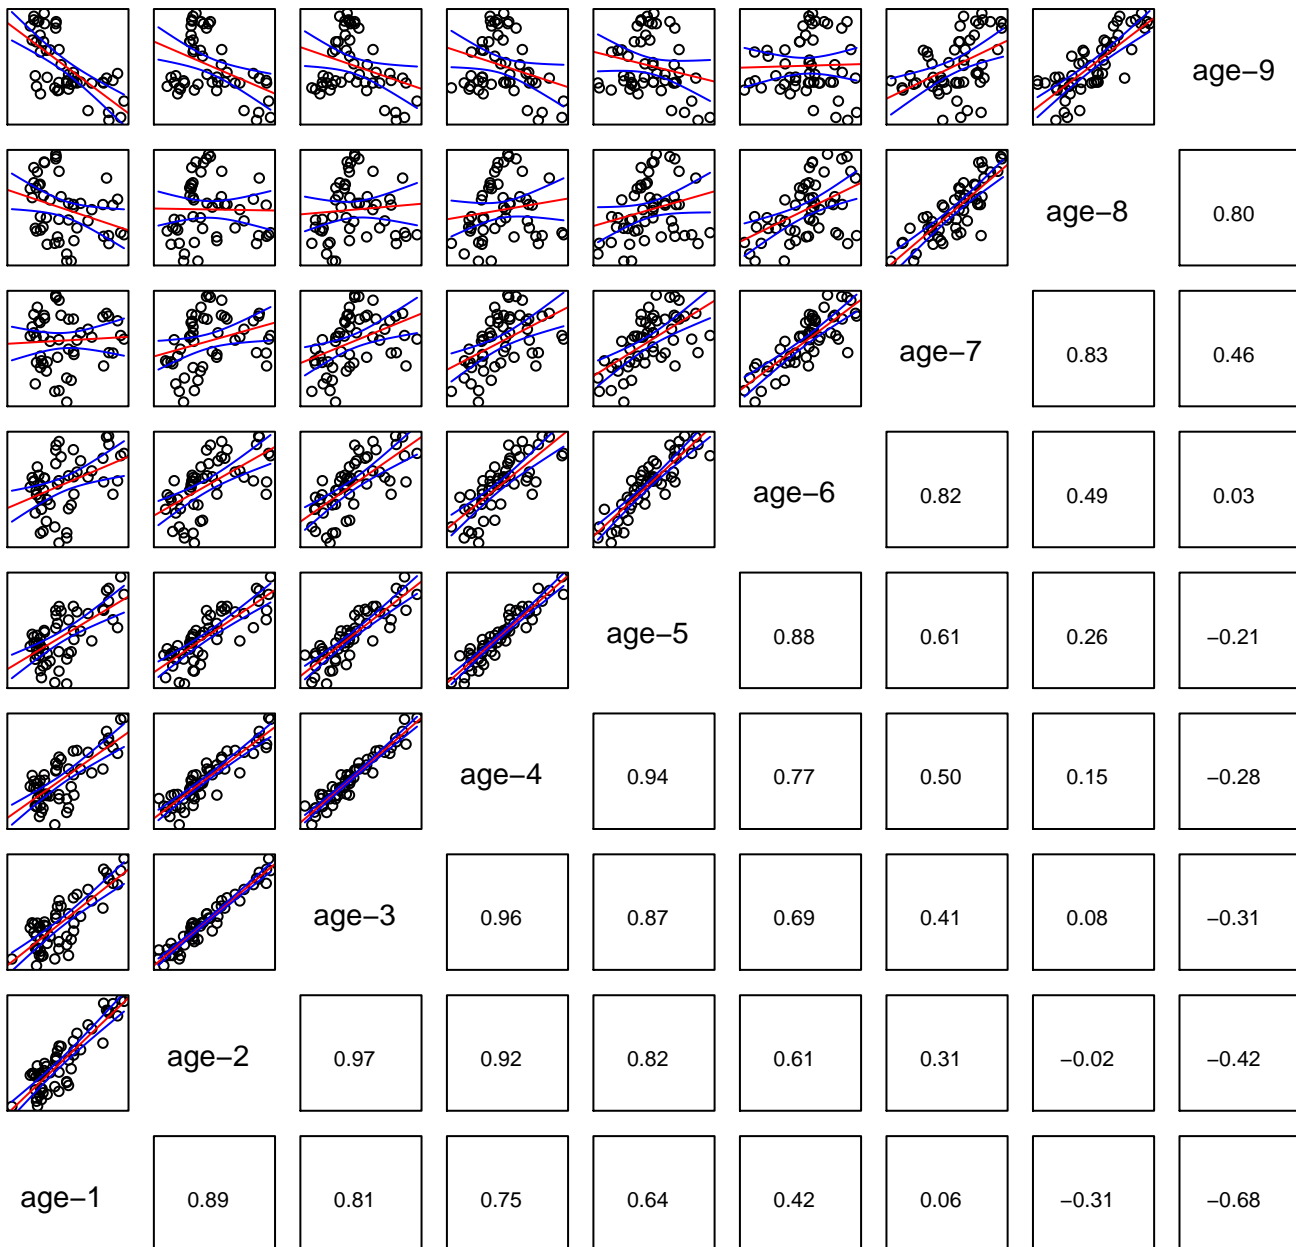 age−9
age−8 0.80
age−7 0.83 0.46
age−6 0.82 0.49 0.03
age−5 0.88 0.61 0.26 −0.21
age−4 0.94 0.77 0.50 0.15 −0.28
age−3 0.96 0.87 0.69 0.41 0.08 −0.31
age−2 0.97 0.92 0.82 0.61 0.31 −0.02 −0.42
age−1 0.89 0.81 0.75 0.64 0.42 0.06 −0.31 −0.68